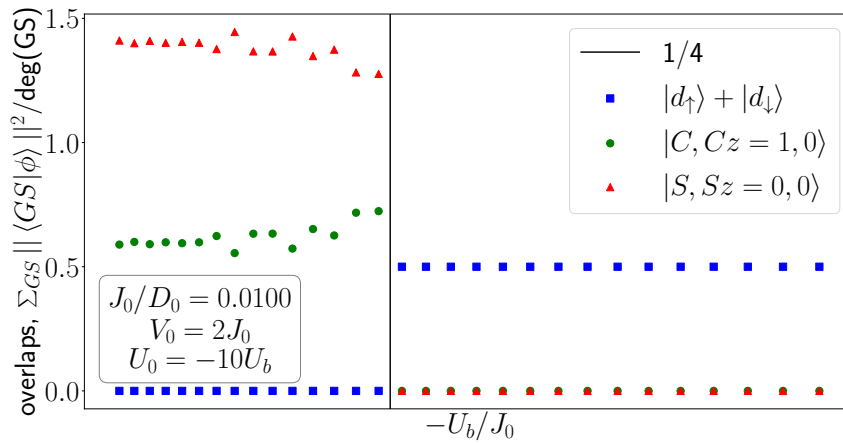 overlaps, Σ_GS || ⟨GS|ϕ⟩ ||²/deg(GS)
1.5
1.0
0.5
0.0
1/4
|d↑⟩ + |d↓⟩
|C, Cz = 1, 0⟩
|S, Sz = 0, 0⟩
J₀/D₀ = 0.0100
V₀ = 2J₀
U₀ = −10U_b
−U_b/J₀